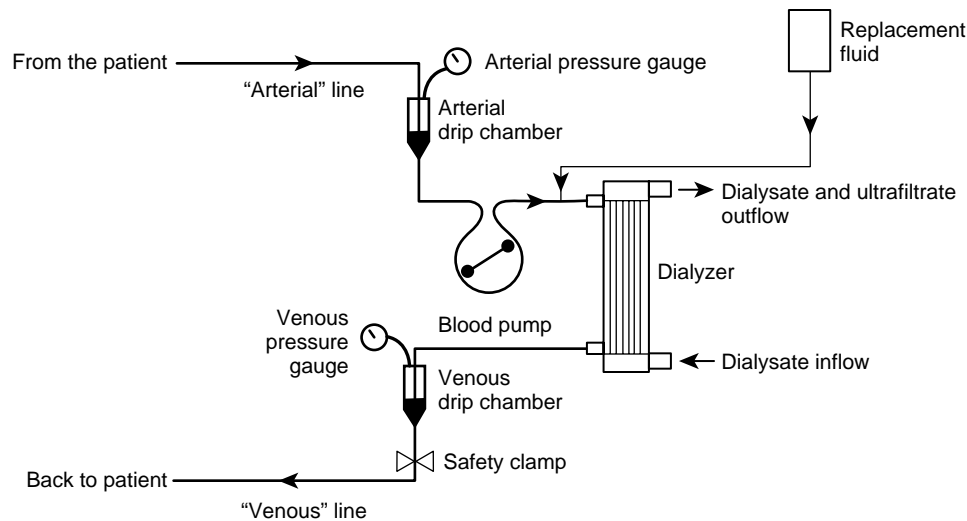 Replacement
fluid
From the patient
Arterial pressure gauge
“Arterial” line
Arterial
drip chamber
Dialysate and ultrafiltrate
outflow
Dialyzer
Venous
pressure
gauge
Blood pump
Dialysate inflow
Venous
drip chamber
Safety clamp
Back to patient
“Venous” line